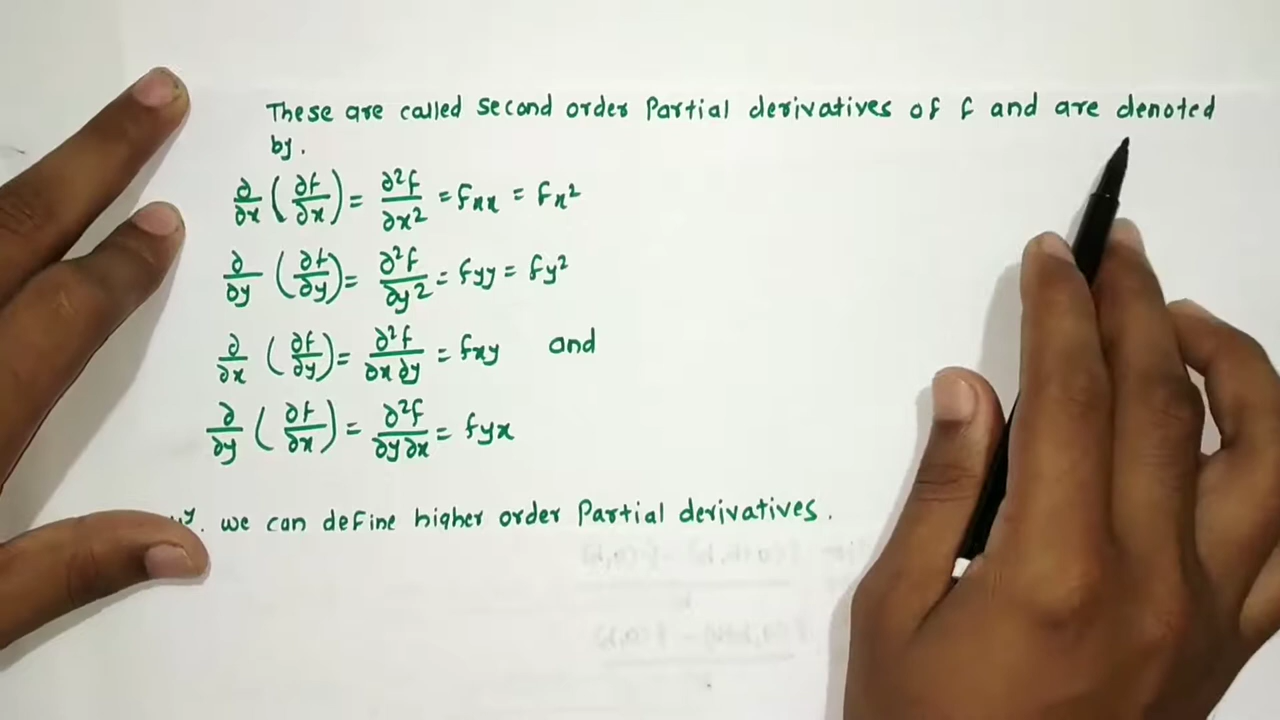 These are called second order Partial derivatives of f and are denoted
by.
∂/∂x (∂f/∂x) = ∂²f/∂x² = fxx = fx²
∂/∂y (∂f/∂y) = ∂²f/∂y² = fyy = fy²
∂/∂x (∂f/∂y) = ∂²f/∂x ∂y = fxy and
∂/∂y (∂f/∂x) = ∂²f/∂y ∂x = fyx
we can define higher order Partial derivatives.